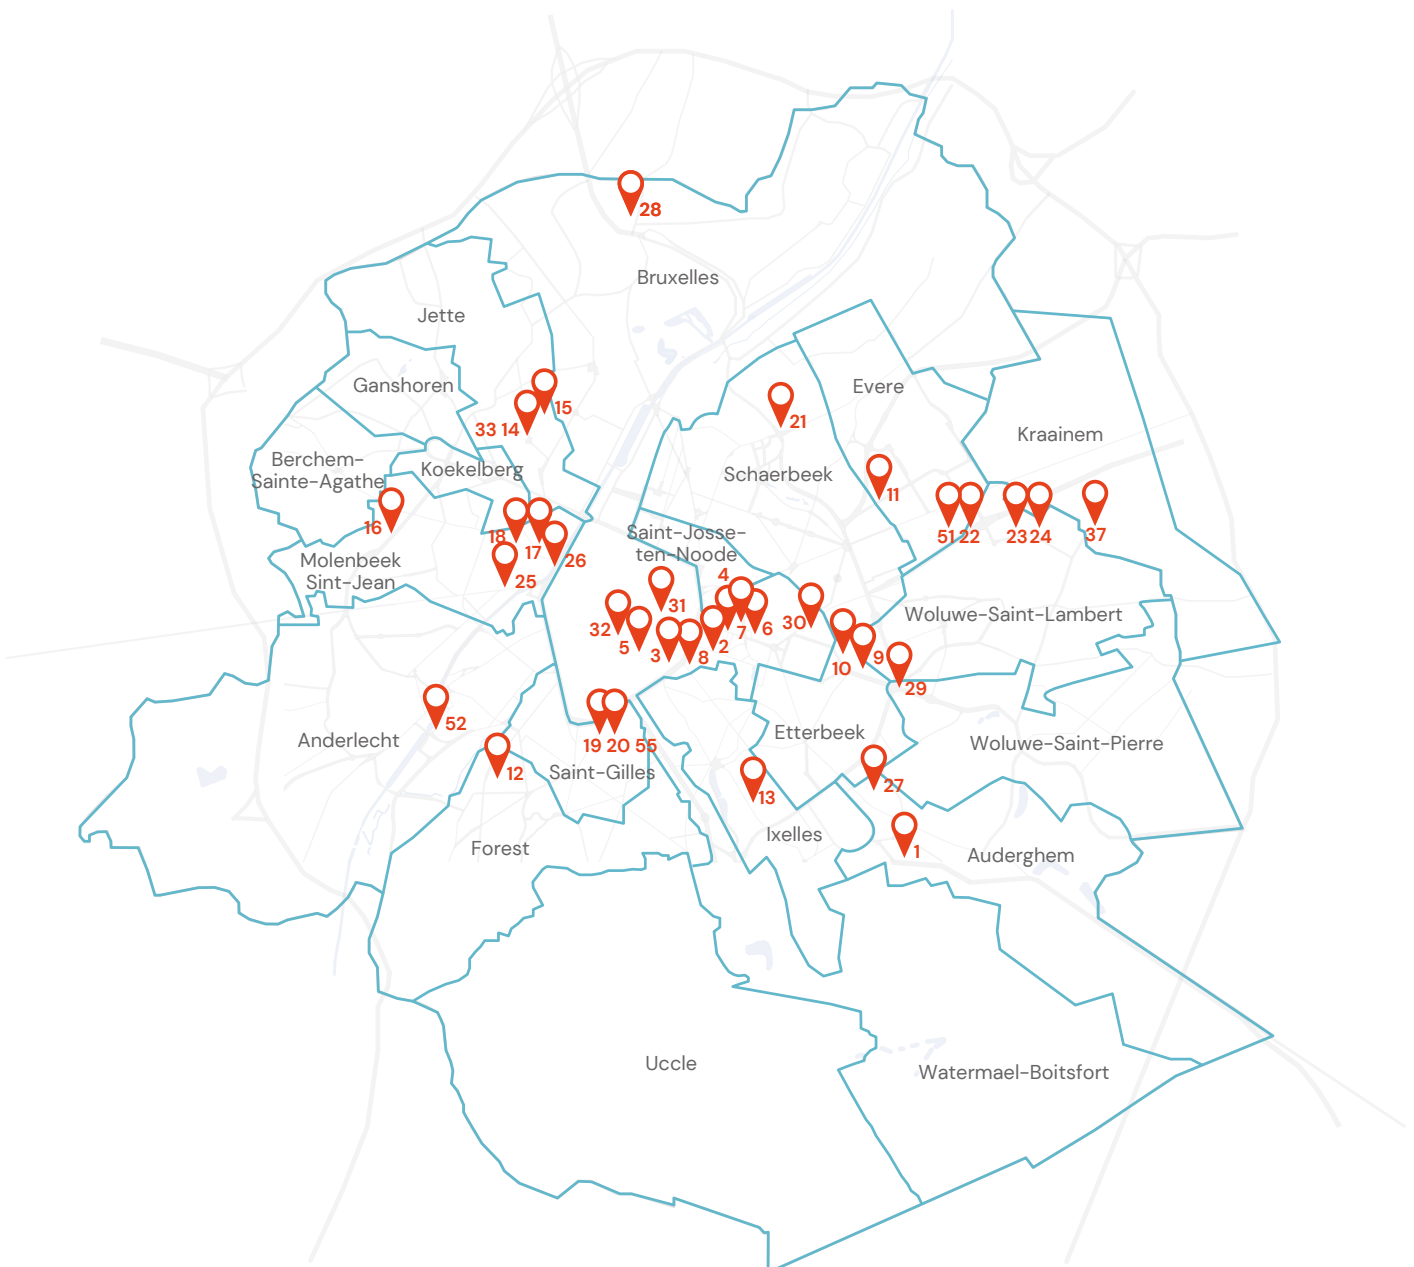 28
Bruxelles
Jette
Ganshoren
Evere
15
33 14
21
Kraainem
Berchem-
Sainte-Agathe
Koekelberg
Schaerbeek
11
16
18
17
26
Saint-Josse-
ten-Noode
51 22
23 24
37
Molenbeek
Sint-Jean
25
4
31
32
5
3
8
2
7
6
30
Woluwe-Saint-Lambert
10
9
29
52
Anderlecht
12
19 20 55
Saint-Gilles
Etterbeek
Woluwe-Saint-Pierre
13
27
Ixelles
1
Forest
Auderghem
Uccle
Watermael-Boitsfort